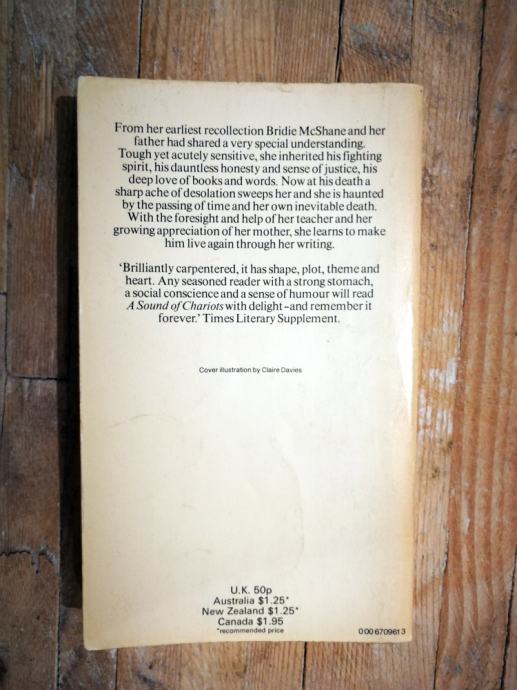 From her earliest recollection Bridie McShane and her
father had shared a very special understanding.
Tough yet acutely sensitive, she inherited his fighting
spirit, his dauntless honesty and sense of justice, his
deep love of books and words. Now at his death a
sharp ache of desolation sweeps her and she is haunted
by the passing of time and her own inevitable death.
With the foresight and help of her teacher and her
growing appreciation of her mother, she learns to make
him live again through her writing.
'Brilliantly carpentered, it has shape, plot, theme and
heart. Any seasoned reader with a strong stomach,
a social conscience and a sense of humour will read
A Sound of Chariots with delight–and remember it
forever.' Times Literary Supplement.
Cover illustration by Claire Davies
U.K. 50p
Australia $1.25*
New Zealand $1.25*
Canada $1.95
*recommended price
0 00 670961 3